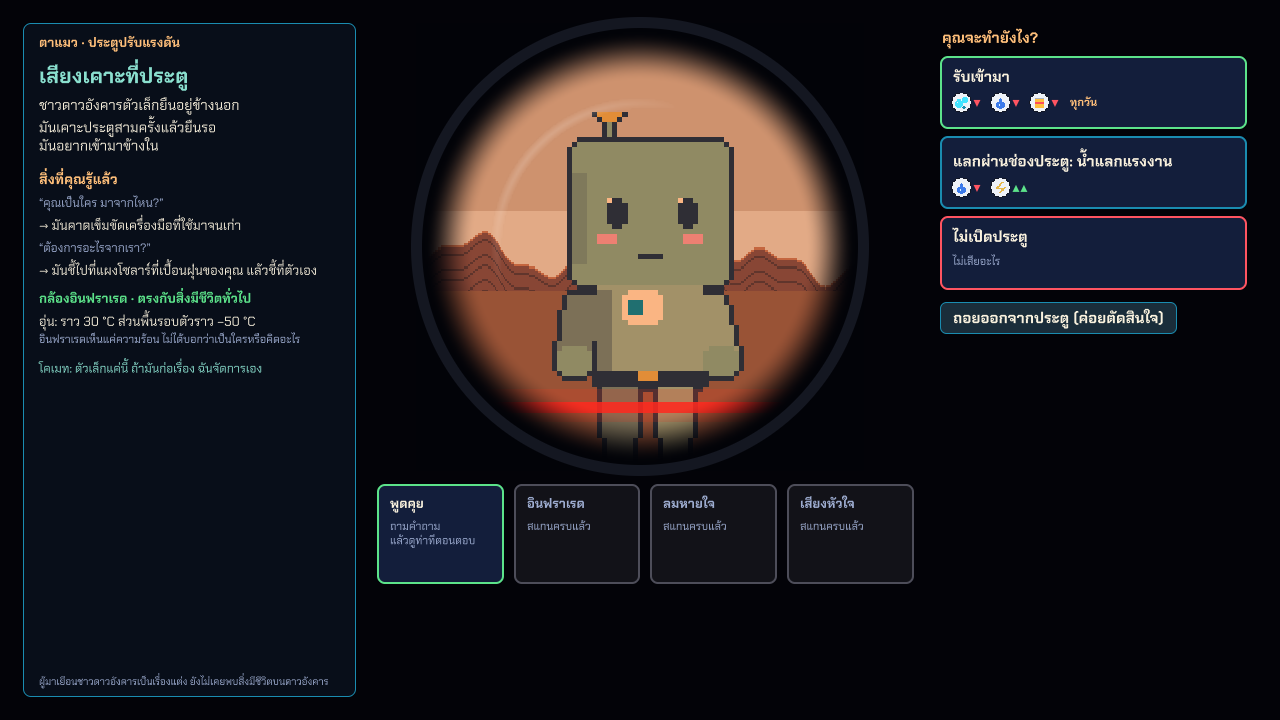 ตาแมว · ประตูปรับแรงดัน
เสียงเคาะที่ประตู
ชาวดาวอังคารตัวเล็กยืนอยู่ข้างนอก
มันเคาะประตูสามครั้งแล้วยืนรอ
มันอยากเข้ามาข้างใน
สิ่งที่คุณรู้แล้ว
“คุณเป็นใคร มาจากไหน?”
→ มันคาดเข็มขัดเครื่องมือที่ใช้มาจนเก่า
“ต้องการอะไรจากเรา?”
→ มันชี้ไปที่แผงโซลาร์ที่เปื้อนฝุ่นของคุณ แล้วชี้ที่ตัวเอง
กล้องอินฟราเรด · ตรงกับสิ่งมีชีวิตทั่วไป
อุ่น: ราว 30 °C ส่วนพื้นรอบตัวราว −50 °C
อินฟราเรดเห็นแค่ความร้อน ไม่ได้บอกว่าเป็นใครหรือคิดอะไร
โคเมท: ตัวเล็กแค่นี้ ถ้ามันก่อเรื่อง ฉันจัดการเอง
ผู้มาเยือนชาวดาวอังคารเป็นเรื่องแต่ง ยังไม่เคยพบสิ่งมีชีวิตบนดาวอังคาร
พูดคุย
ถามคำถาม
แล้วดูท่าทีตอนตอบ
อินฟราเรด
สแกนครบแล้ว
ลมหายใจ
สแกนครบแล้ว
เสียงหัวใจ
สแกนครบแล้ว
คุณจะทำยังไง?
รับเข้ามา
▼ ▼ ▼ ทุกวัน
แลกผ่านช่องประตู: น้ำแลกแรงงาน
▼ ▲▲
ไม่เปิดประตู
ไม่เสียอะไร
ถอยออกจากประตู (ค่อยตัดสินใจ)